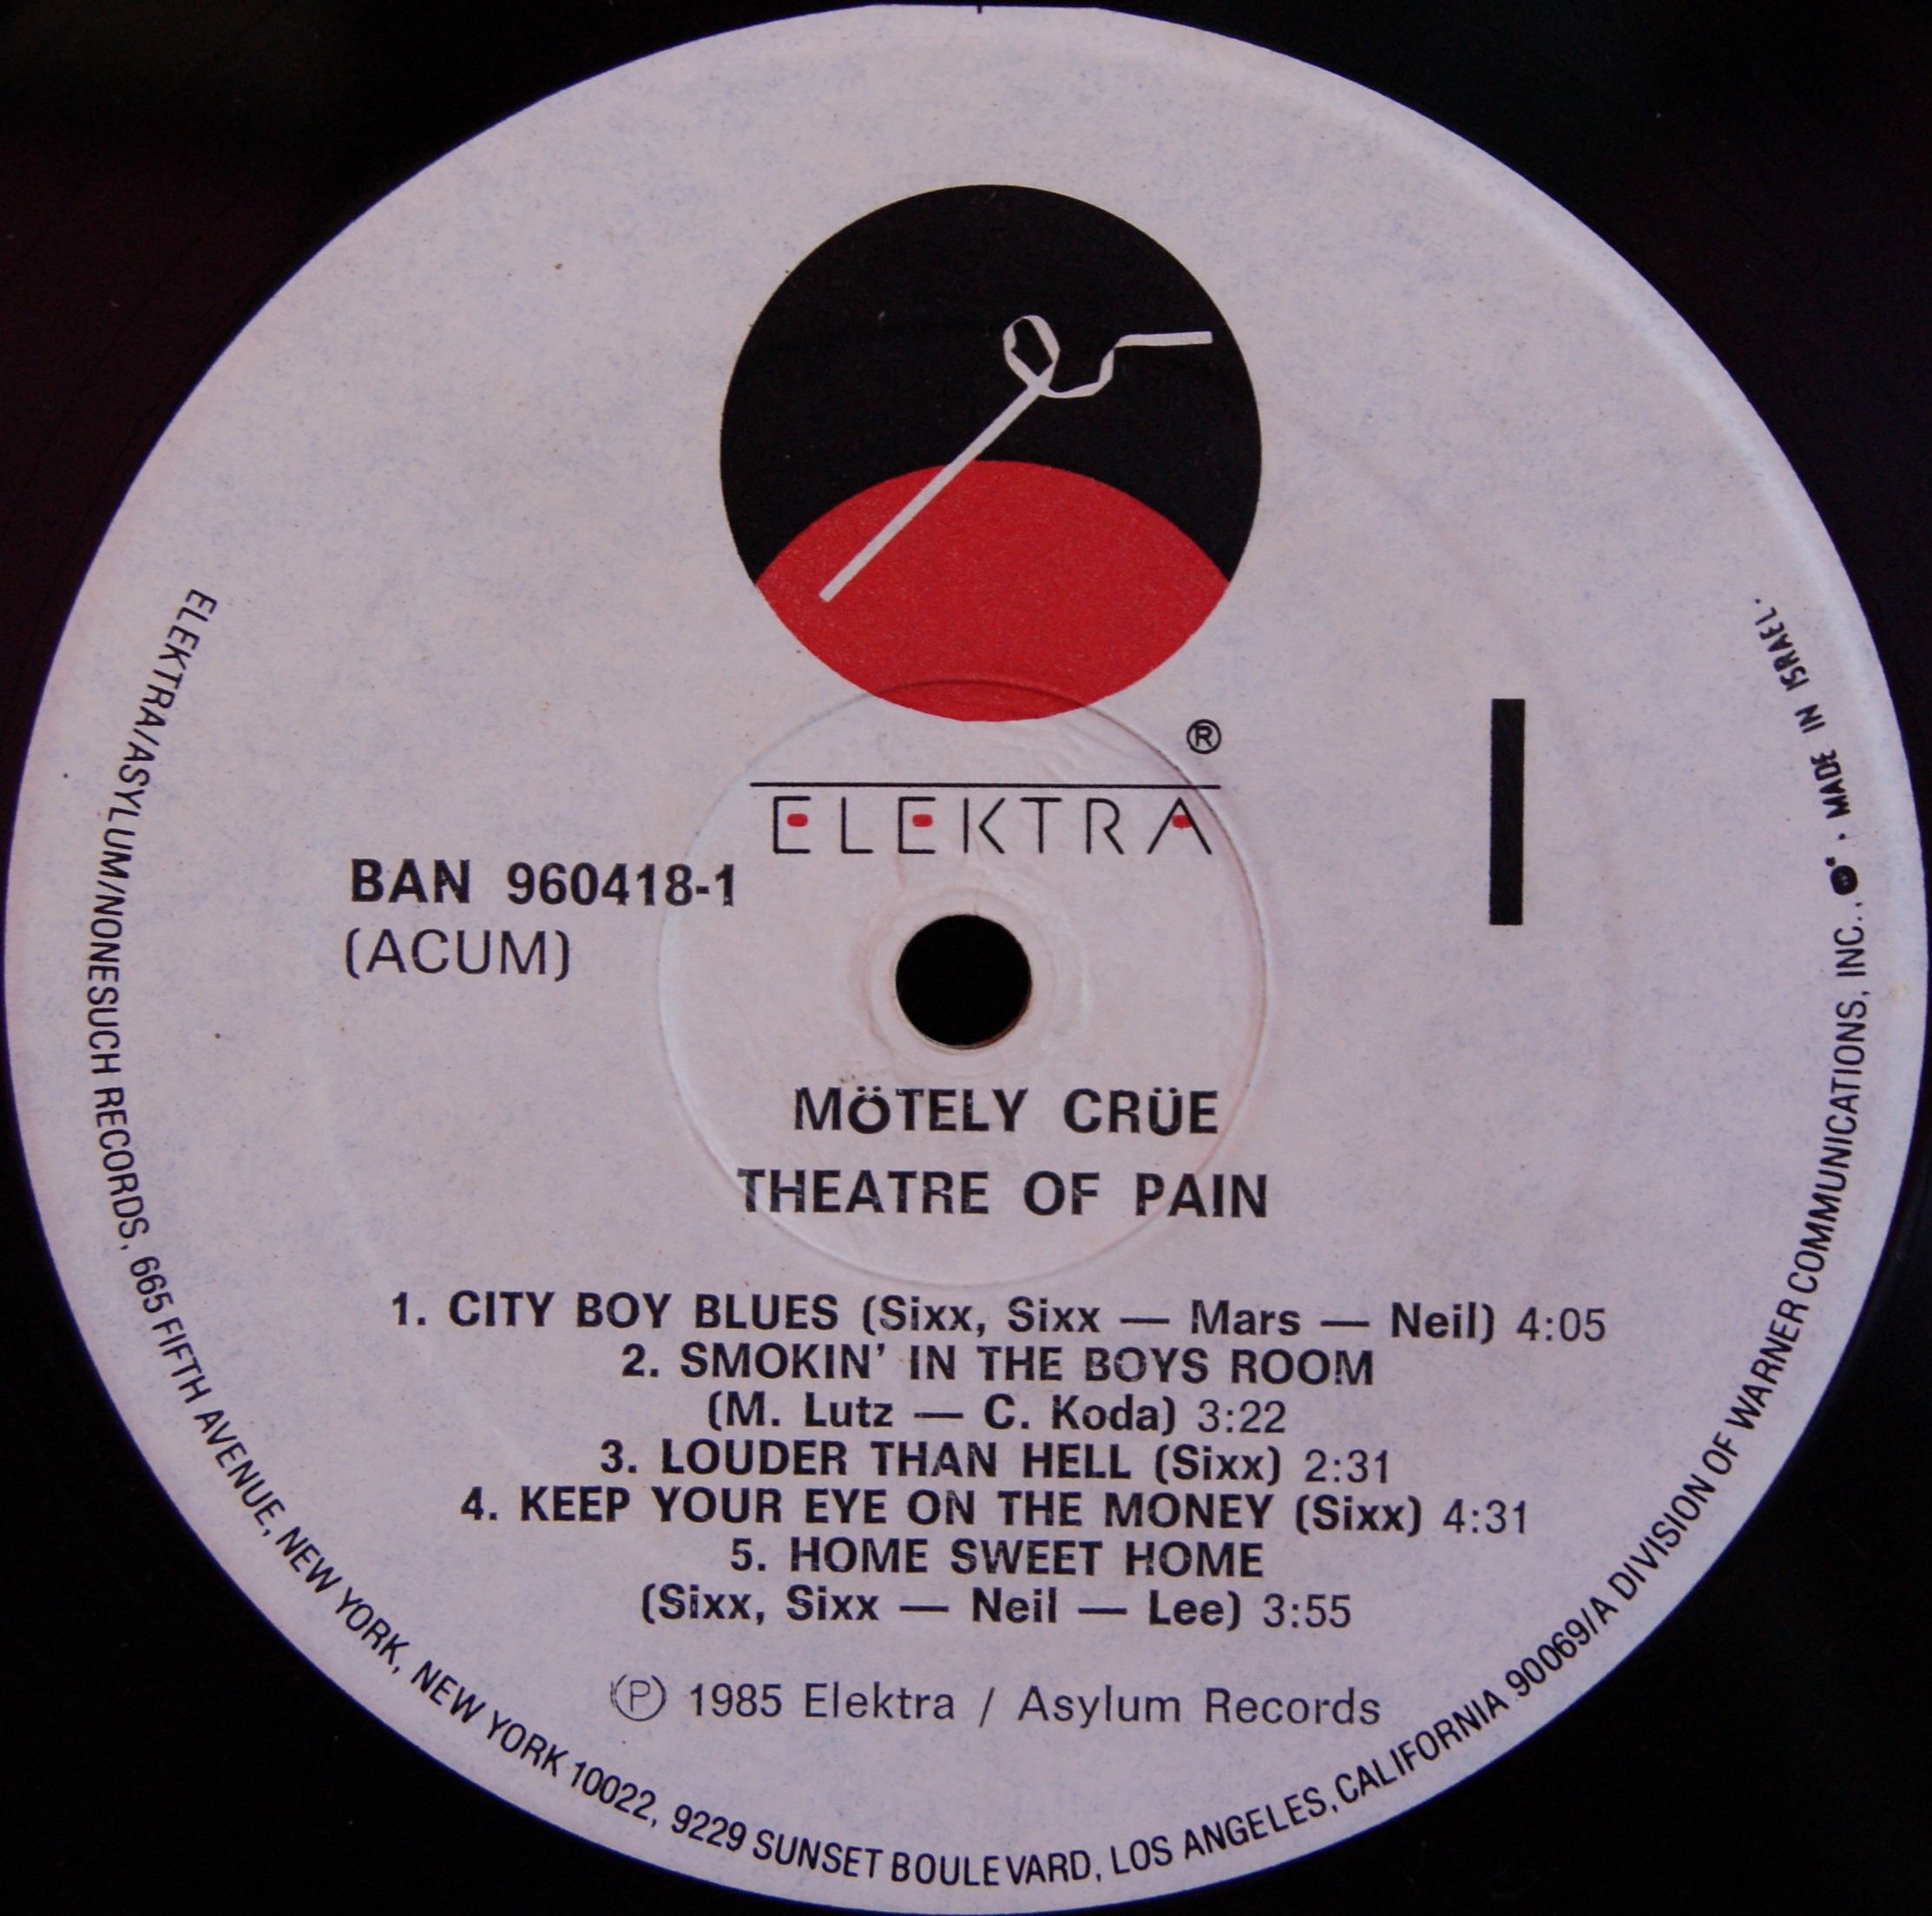 ®
ELEKTRA
I
BAN 960418-1
(ACUM)
MÖTELY CRÜE
THEATRE OF PAIN
1. CITY BOY BLUES (Sixx, Sixx — Mars — Neil) 4:05
2. SMOKIN' IN THE BOYS ROOM
(M. Lutz — C. Koda) 3:22
3. LOUDER THAN HELL (Sixx) 2:31
4. KEEP YOUR EYE ON THE MONEY (Sixx) 4:31
5. HOME SWEET HOME
(Sixx, Sixx — Neil — Lee) 3:55
Ⓟ 1985 Elektra / Asylum Records
ELEKTRA/ASYLUM/NONESUCH RECORDS, 665 FIFTH AVENUE, NEW YORK, NEW YORK 10022, 9229 SUNSET BOULEVARD, LOS ANGELES, CALIFORNIA 90069/A DIVISION OF WARNER COMMUNICATIONS, INC.. · MADE IN ISRAEL·